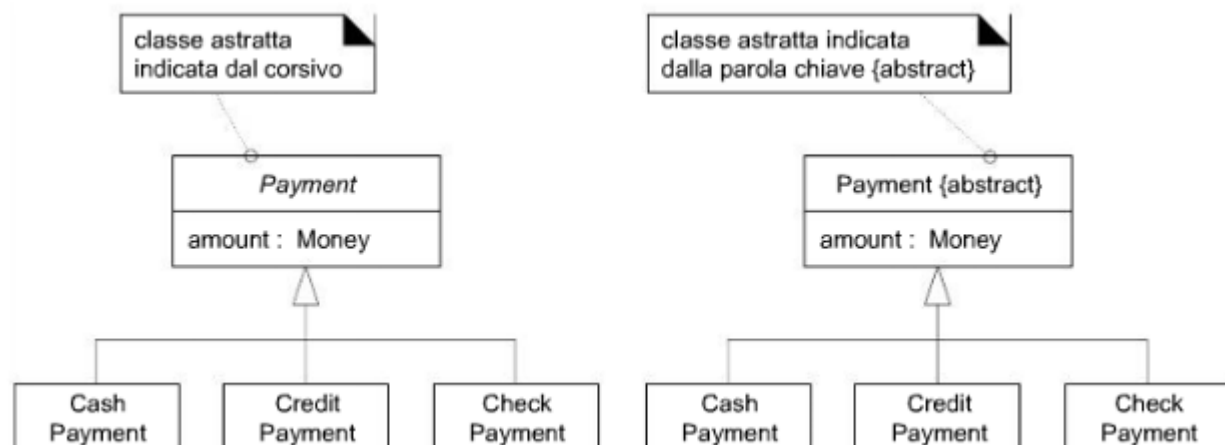 classe astratta
indicata dal corsivo
Payment
amount : Money
Cash
Payment
Credit
Payment
Check
Payment
classe astratta indicata
dalla parola chiave {abstract}
Payment {abstract}
amount : Money
Cash
Payment
Credit
Payment
Check
Payment